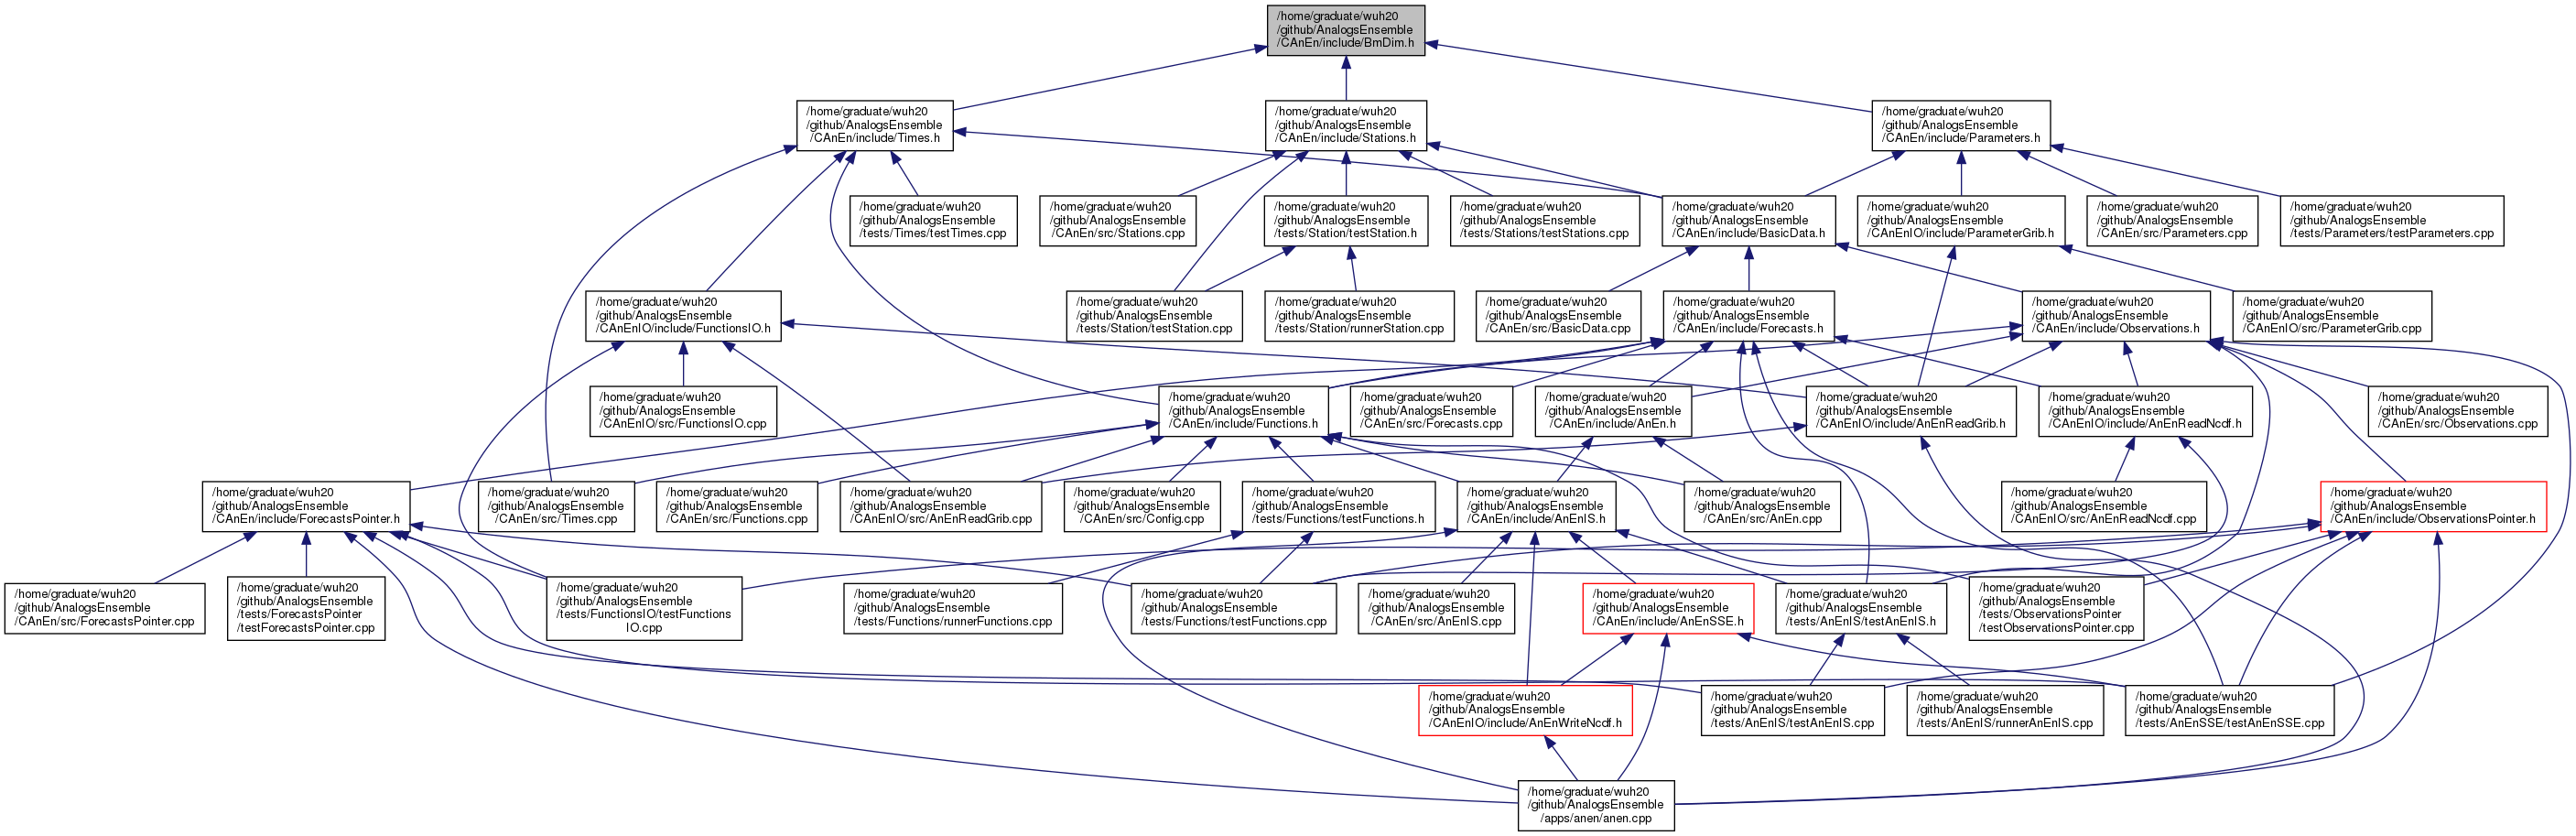 /home/graduate/wuh20
/github/AnalogsEnsemble
/CAnEn/include/BmDim.h
/home/graduate/wuh20
/github/AnalogsEnsemble
/CAnEn/include/Times.h
/home/graduate/wuh20
/github/AnalogsEnsemble
/CAnEn/include/Stations.h
/home/graduate/wuh20
/github/AnalogsEnsemble
/CAnEn/include/Parameters.h
/home/graduate/wuh20
/github/AnalogsEnsemble
/tests/Times/testTimes.cpp
/home/graduate/wuh20
/github/AnalogsEnsemble
/CAnEn/src/Stations.cpp
/home/graduate/wuh20
/github/AnalogsEnsemble
/tests/Station/testStation.h
/home/graduate/wuh20
/github/AnalogsEnsemble
/tests/Stations/testStations.cpp
/home/graduate/wuh20
/github/AnalogsEnsemble
/CAnEn/include/BasicData.h
/home/graduate/wuh20
/github/AnalogsEnsemble
/CAnEnIO/include/ParameterGrib.h
/home/graduate/wuh20
/github/AnalogsEnsemble
/CAnEn/src/Parameters.cpp
/home/graduate/wuh20
/github/AnalogsEnsemble
/tests/Parameters/testParameters.cpp
/home/graduate/wuh20
/github/AnalogsEnsemble
/CAnEnIO/include/FunctionsIO.h
/home/graduate/wuh20
/github/AnalogsEnsemble
/tests/Station/testStation.cpp
/home/graduate/wuh20
/github/AnalogsEnsemble
/tests/Station/runnerStation.cpp
/home/graduate/wuh20
/github/AnalogsEnsemble
/CAnEn/src/BasicData.cpp
/home/graduate/wuh20
/github/AnalogsEnsemble
/CAnEn/include/Forecasts.h
/home/graduate/wuh20
/github/AnalogsEnsemble
/CAnEn/include/Observations.h
/home/graduate/wuh20
/github/AnalogsEnsemble
/CAnEnIO/src/ParameterGrib.cpp
/home/graduate/wuh20
/github/AnalogsEnsemble
/CAnEnIO/src/FunctionsIO.cpp
/home/graduate/wuh20
/github/AnalogsEnsemble
/CAnEn/include/Functions.h
/home/graduate/wuh20
/github/AnalogsEnsemble
/CAnEn/src/Forecasts.cpp
/home/graduate/wuh20
/github/AnalogsEnsemble
/CAnEn/include/AnEn.h
/home/graduate/wuh20
/github/AnalogsEnsemble
/CAnEnIO/include/AnEnReadGrib.h
/home/graduate/wuh20
/github/AnalogsEnsemble
/CAnEnIO/include/AnEnReadNcdf.h
/home/graduate/wuh20
/github/AnalogsEnsemble
/CAnEn/src/Observations.cpp
/home/graduate/wuh20
/github/AnalogsEnsemble
/CAnEn/include/ForecastsPointer.h
/home/graduate/wuh20
/github/AnalogsEnsemble
/CAnEn/src/Times.cpp
/home/graduate/wuh20
/github/AnalogsEnsemble
/CAnEn/src/Functions.cpp
/home/graduate/wuh20
/github/AnalogsEnsemble
/CAnEnIO/src/AnEnReadGrib.cpp
/home/graduate/wuh20
/github/AnalogsEnsemble
/CAnEn/src/Config.cpp
/home/graduate/wuh20
/github/AnalogsEnsemble
/tests/Functions/testFunctions.h
/home/graduate/wuh20
/github/AnalogsEnsemble
/CAnEn/include/AnEnIS.h
/home/graduate/wuh20
/github/AnalogsEnsemble
/CAnEn/src/AnEn.cpp
/home/graduate/wuh20
/github/AnalogsEnsemble
/CAnEnIO/src/AnEnReadNcdf.cpp
/home/graduate/wuh20
/github/AnalogsEnsemble
/CAnEn/include/ObservationsPointer.h
/home/graduate/wuh20
/github/AnalogsEnsemble
/CAnEn/src/ForecastsPointer.cpp
/home/graduate/wuh20
/github/AnalogsEnsemble
/tests/ForecastsPointer
/testForecastsPointer.cpp
/home/graduate/wuh20
/github/AnalogsEnsemble
/tests/FunctionsIO/testFunctions
IO.cpp
/home/graduate/wuh20
/github/AnalogsEnsemble
/tests/Functions/runnerFunctions.cpp
/home/graduate/wuh20
/github/AnalogsEnsemble
/tests/Functions/testFunctions.cpp
/home/graduate/wuh20
/github/AnalogsEnsemble
/CAnEn/src/AnEnIS.cpp
/home/graduate/wuh20
/github/AnalogsEnsemble
/CAnEn/include/AnEnSSE.h
/home/graduate/wuh20
/github/AnalogsEnsemble
/tests/AnEnIS/testAnEnIS.h
/home/graduate/wuh20
/github/AnalogsEnsemble
/tests/ObservationsPointer
/testObservationsPointer.cpp
/home/graduate/wuh20
/github/AnalogsEnsemble
/CAnEnIO/include/AnEnWriteNcdf.h
/home/graduate/wuh20
/github/AnalogsEnsemble
/tests/AnEnIS/testAnEnIS.cpp
/home/graduate/wuh20
/github/AnalogsEnsemble
/tests/AnEnIS/runnerAnEnIS.cpp
/home/graduate/wuh20
/github/AnalogsEnsemble
/tests/AnEnSSE/testAnEnSSE.cpp
/home/graduate/wuh20
/github/AnalogsEnsemble
/apps/anen/anen.cpp